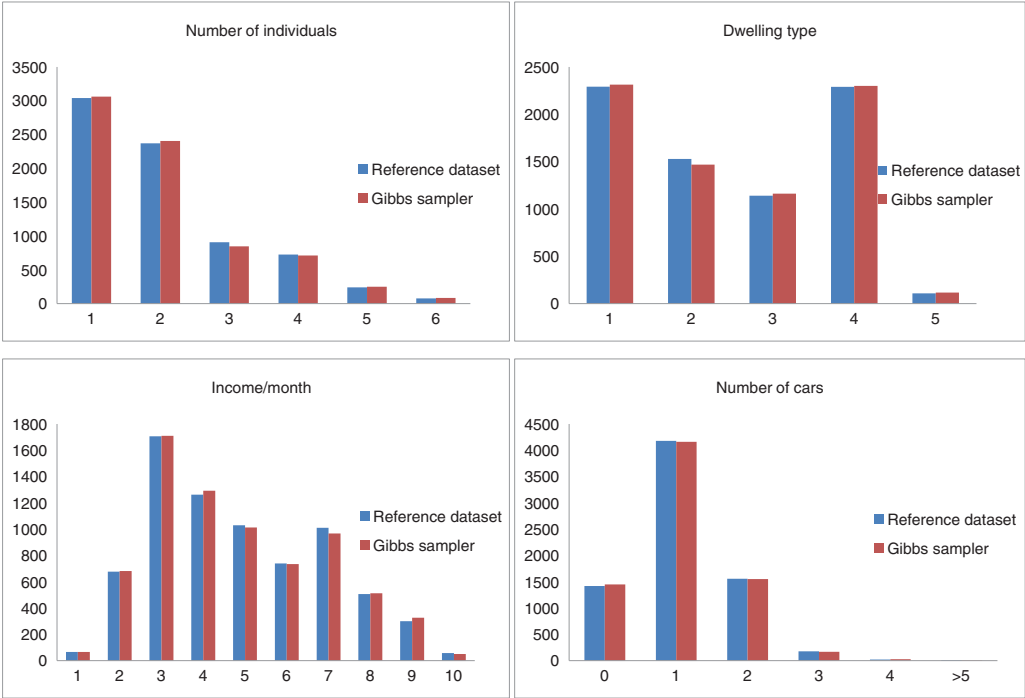 Number of individuals
3500
3000
2500
2000
1500
1000
500
0
1 2 3 4 5 6
Reference dataset
Gibbs sampler
Dwelling type
2500
2000
1500
1000
500
0
1 2 3 4 5
Reference dataset
Gibbs sampler
Income/month
1800
1600
1400
1200
1000
800
600
400
200
0
1 2 3 4 5 6 7 8 9 10
Reference dataset
Gibbs sampler
Number of cars
4500
4000
3500
3000
2500
2000
1500
1000
500
0
0 1 2 3 4 >5
Reference dataset
Gibbs sampler